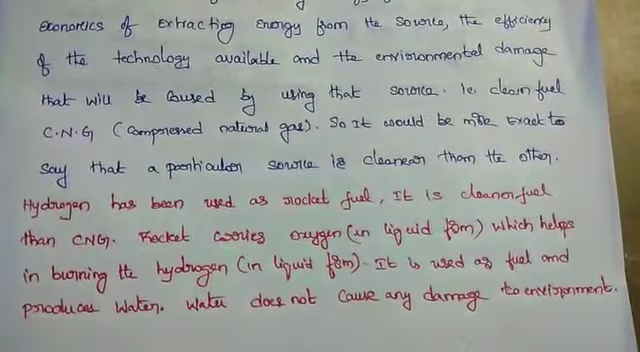 economics of extracting energy from the source, the efficiency
of the technology available and the environmental damage
that will be caused by using that source. ie. clean fuel
C.N.G (Compressed natural gas). So It would be more exact to
say that a particular source is cleaner than the other.
Hydrogen has been used as rocket fuel, It is cleaner fuel
than CNG. Rocket carries oxygen (in liquid form) which helps
in burning the hydrogen (in liquid form). It is used as fuel and
produces water. Water does not cause any damage to environment.